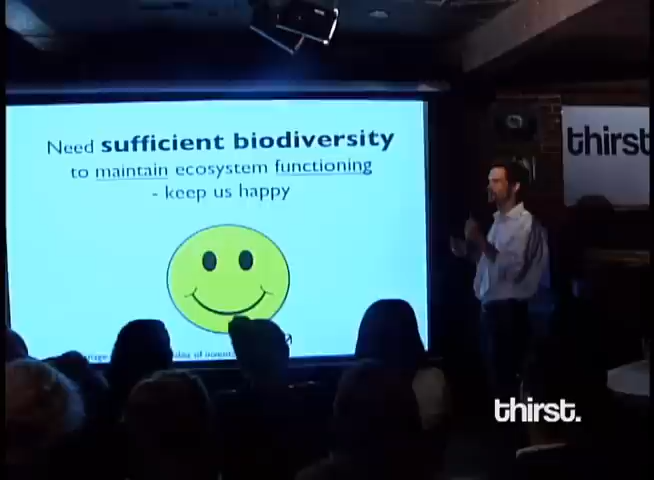 Need sufficient biodiversity
to maintain ecosystem functioning
- keep us happy
thirst
thirst.